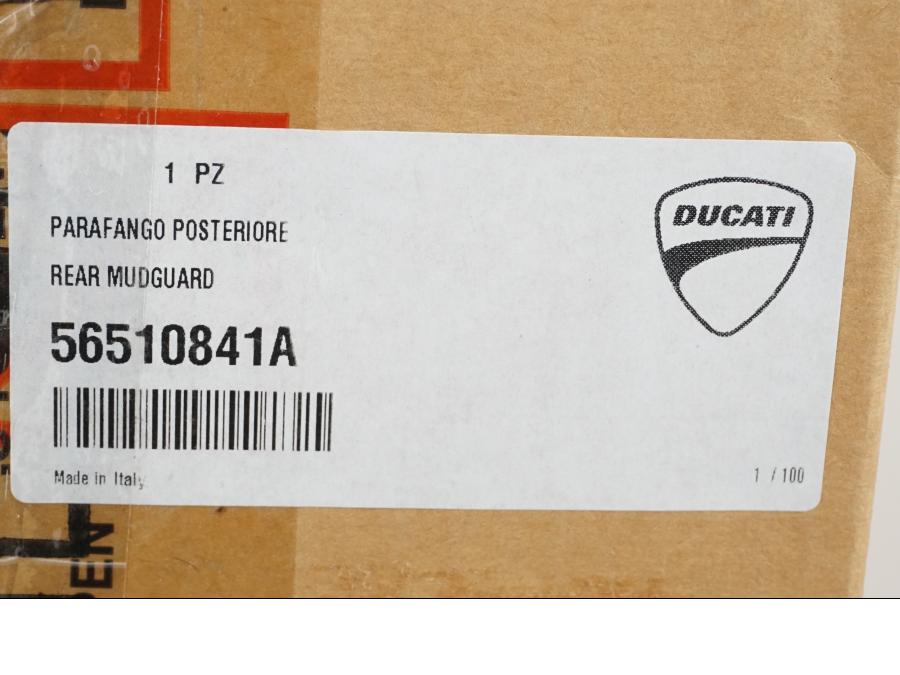 1 PZ
PARAFANGO POSTERIORE
REAR MUDGUARD
56510841A
Made in Italy
1 / 100
DUCATI